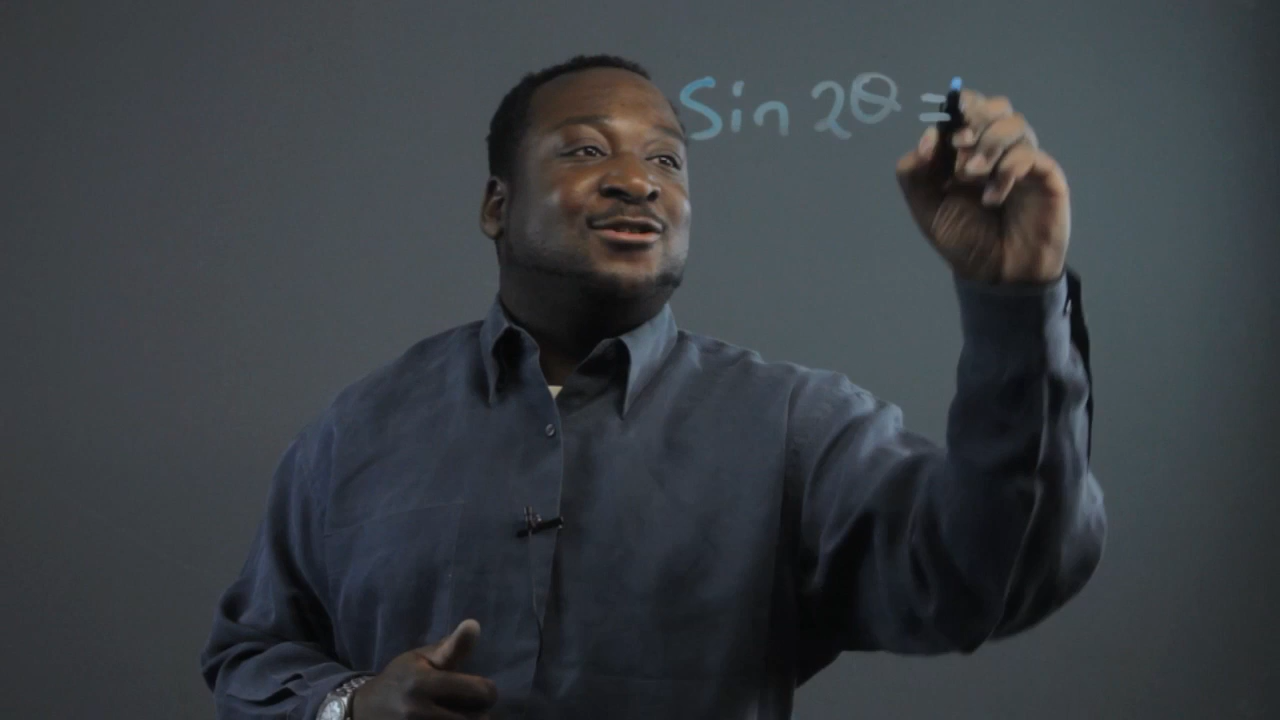 Sin 2θ =